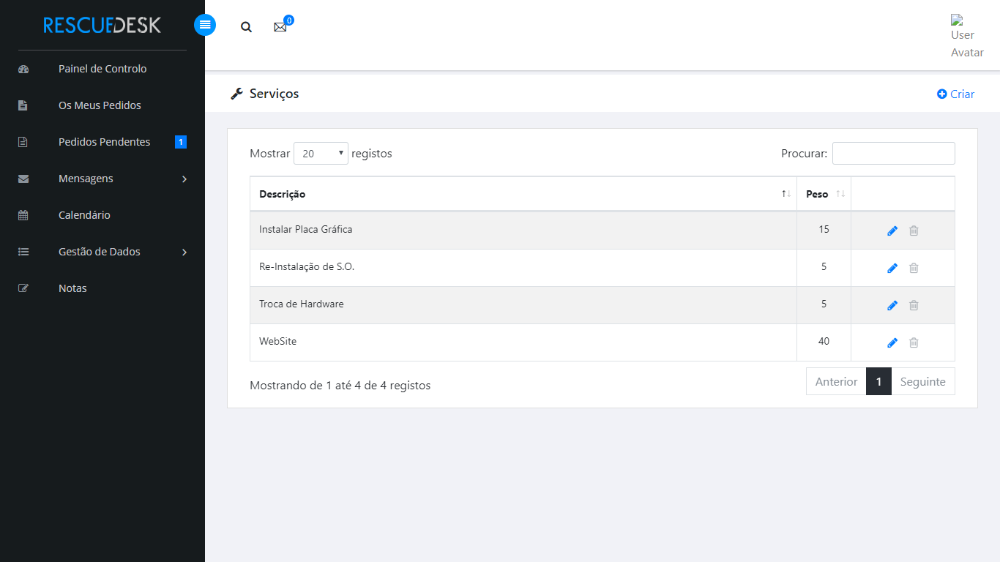 RESCUEDESK
0
User
Avatar
Painel de Controlo
Os Meus Pedidos
Pedidos Pendentes 1
Mensagens
Calendário
Gestão de Dados
Notas
Serviços
Criar
Mostrar 20 registos
Procurar:
Descrição Peso
Instalar Placa Gráfica 15
Re-Instalação de S.O. 5
Troca de Hardware 5
WebSite 40
Mostrando de 1 até 4 de 4 registos
Anterior 1 Seguinte